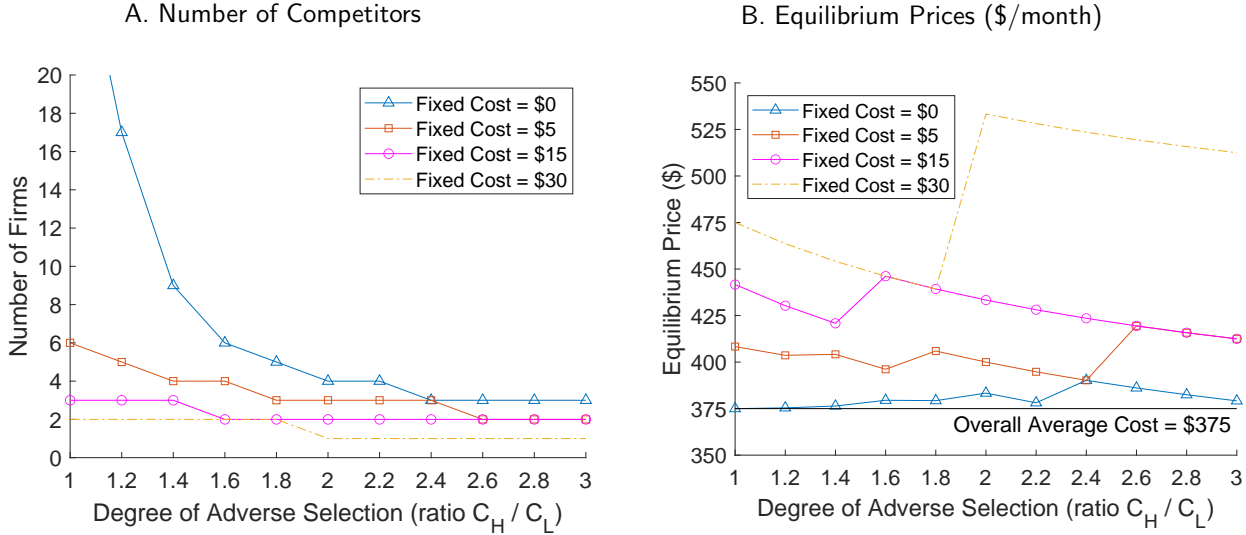 A. Number of Competitors
20
18
16
14
12
10
8
6
4
2
0
Number of Firms
Fixed Cost = $0
Fixed Cost = $5
Fixed Cost = $15
Fixed Cost = $30
1 1.2 1.4 1.6 1.8 2 2.2 2.4 2.6 2.8 3
Degree of Adverse Selection (ratio C_H / C_L)
B. Equilibrium Prices ($/month)
550
525
500
475
450
425
400
375
350
Equilibrium Price ($)
Fixed Cost = $0
Fixed Cost = $5
Fixed Cost = $15
Fixed Cost = $30
Overall Average Cost = $375
1 1.2 1.4 1.6 1.8 2 2.2 2.4 2.6 2.8 3
Degree of Adverse Selection (ratio C_H / C_L)